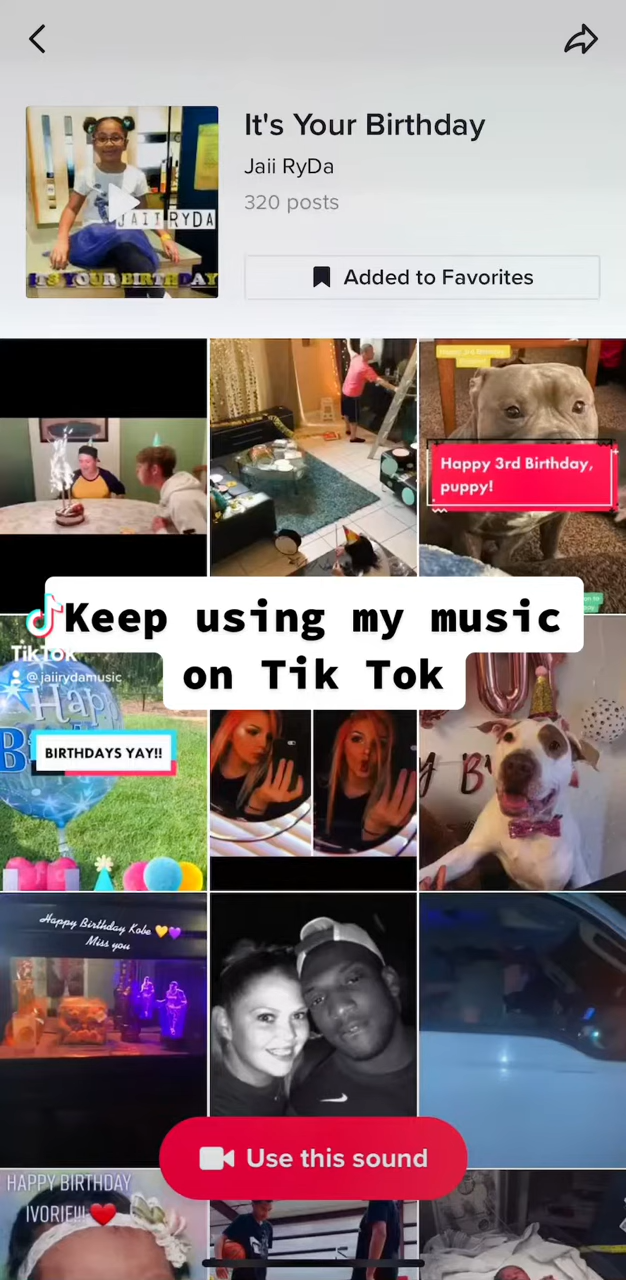 It's Your Birthday
Jaii RyDa
320 posts
JAII RYDA
IT'S YOUR BIRTHDAY
Added to Favorites
Happy 3rd Birthday,
puppy!
Keep using my music
on Tik Tok
TikTok
@jaiirydamusic
Hap
B
BIRTHDAYS YAY!!
Y B
Happy Birthday Kobe 💛💜
Miss you
Use this sound
HAPPY BIRTHDAY
IVORIE!!! ❤️